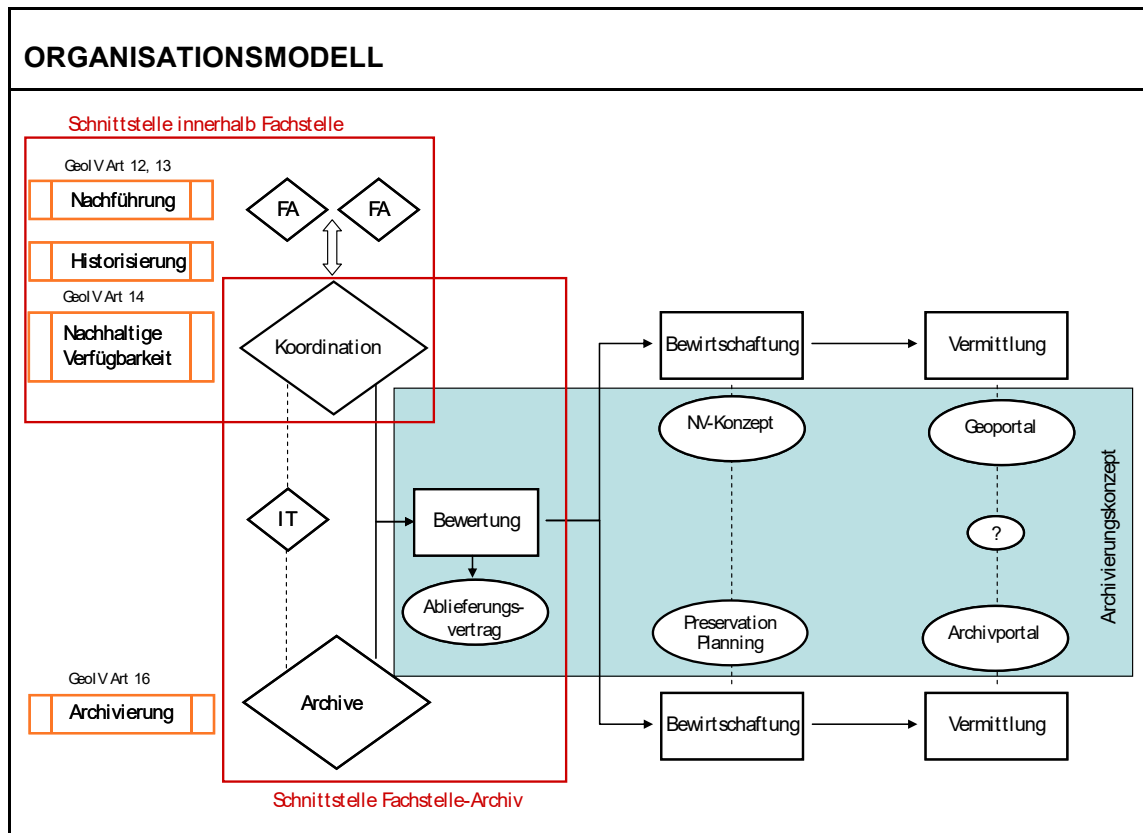 ORGANISATIONSMODELL
Schnittstelle innerhalb Fachstelle
GeoIV Art 12, 13
Nachführung
FA
FA
Historisierung
GeoIV Art 14
Nachhaltige
Verfügbarkeit
Koordination
Bewirtschaftung
Vermittlung
NV-Konzept
Geoportal
IT
Bewertung
?
Archivierungskonzept
Ablieferungs-
vertrag
Preservation
Planning
Archivportal
GeoIV Art 16
Archivierung
Archive
Bewirtschaftung
Vermittlung
Schnittstelle Fachstelle-Archiv